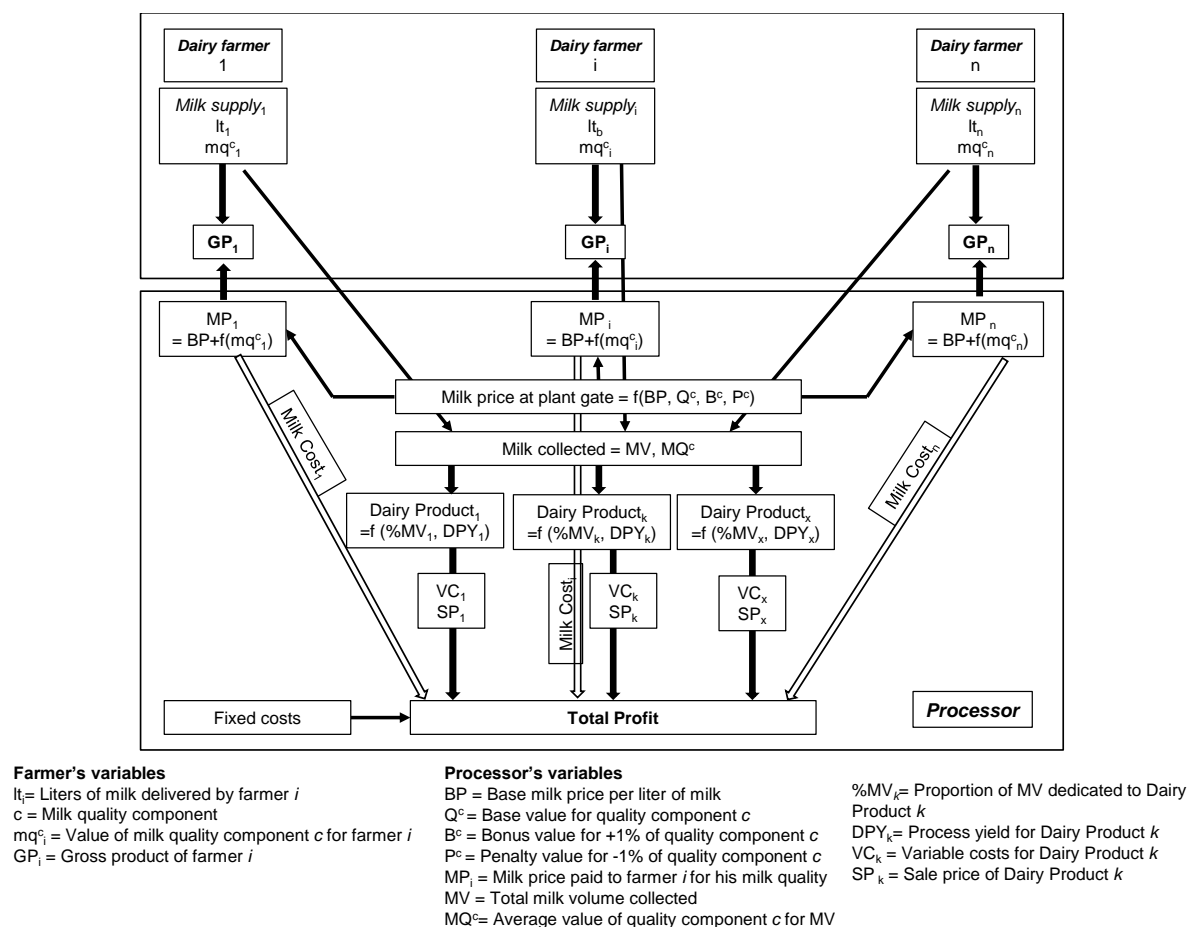 Dairy farmer
1
Dairy farmer
i
Dairy farmer
n
Milk supply₁
lt₁
mqᶜ₁
Milk supplyᵢ
lt_b
mqᶜᵢ
Milk supplyₙ
ltₙ
mqᶜₙ
GP₁
GPᵢ
GPₙ
MP₁
= BP+f(mqᶜ₁)
MP ᵢ
= BP+f(mqᶜᵢ)
MP ₙ
= BP+f(mqᶜₙ)
Milk price at plant gate = f(BP, Qᶜ, Bᶜ, Pᶜ)
Milk collected = MV, MQᶜ
Milk Cost₁
Milk Costᵢ
Milk Costₙ
Dairy Product₁
=f (%MV₁, DPY₁)
Dairy Productₖ
=f (%MVₖ, DPYₖ)
Dairy Productₓ
=f (%MVₓ, DPYₓ)
VC₁
SP₁
VCₖ
SPₖ
VCₓ
SPₓ
Fixed costs
Total Profit
Processor
Farmer's variables
ltᵢ= Liters of milk delivered by farmer i
c = Milk quality component
mqᶜᵢ = Value of milk quality component c for farmer i
GPᵢ = Gross product of farmer i
Processor's variables
BP = Base milk price per liter of milk
Qᶜ = Base value for quality component c
Bᶜ = Bonus value for +1% of quality component c
Pᶜ = Penalty value for -1% of quality component c
MPᵢ = Milk price paid to farmer i for his milk quality
MV = Total milk volume collected
MQᶜ= Average value of quality component c for MV
%MVₖ= Proportion of MV dedicated to Dairy
Product k
DPYₖ= Process yield for Dairy Product k
VCₖ = Variable costs for Dairy Product k
SP ₖ = Sale price of Dairy Product k